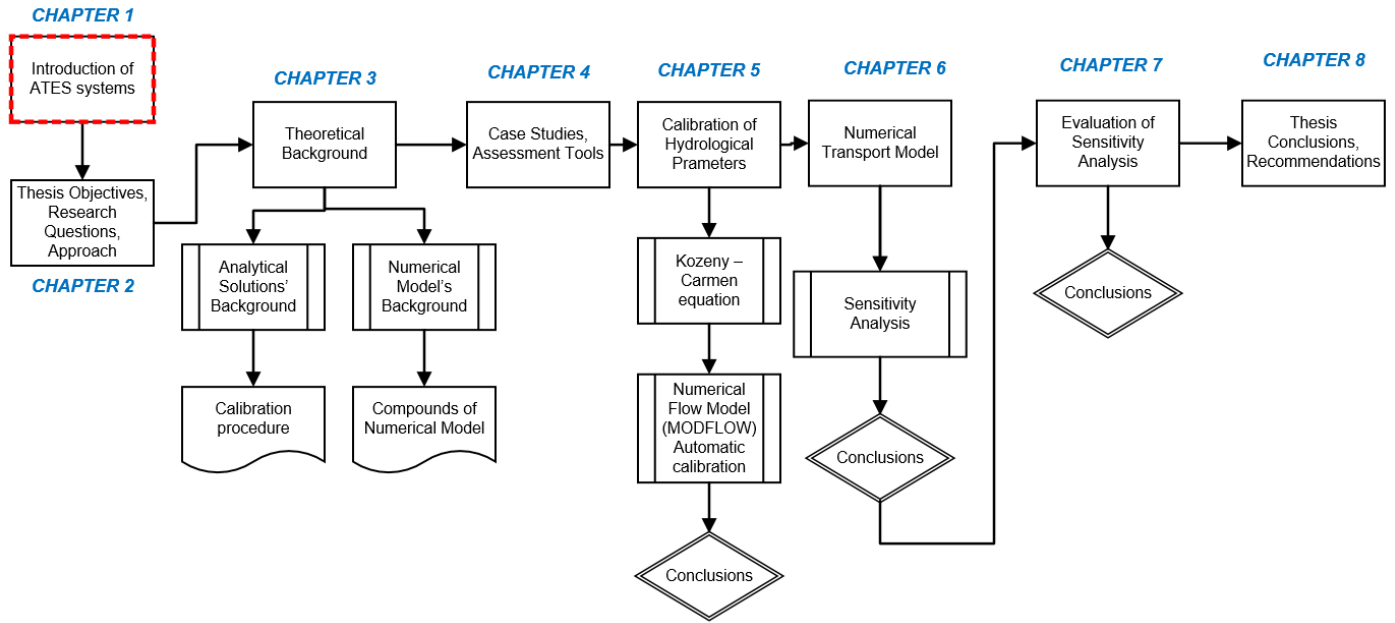 CHAPTER 1
Introduction of
ATES systems
Thesis Objectives,
Research
Questions,
Approach
CHAPTER 2
CHAPTER 3
Theoretical
Background
Analytical
Solutions’
Background
Calibration
procedure
Numerical
Model’s
Background
Compounds of
Numerical Model
CHAPTER 4
Case Studies,
Assessment Tools
CHAPTER 5
Calibration of
Hydrological
Prameters
Kozeny –
Carmen
equation
Numerical
Flow Model
(MODFLOW)
Automatic
calibration
Conclusions
CHAPTER 6
Numerical
Transport Model
Sensitivity
Analysis
Conclusions
CHAPTER 7
Evaluation of
Sensitivity
Analysis
Conclusions
CHAPTER 8
Thesis
Conclusions,
Recommendations